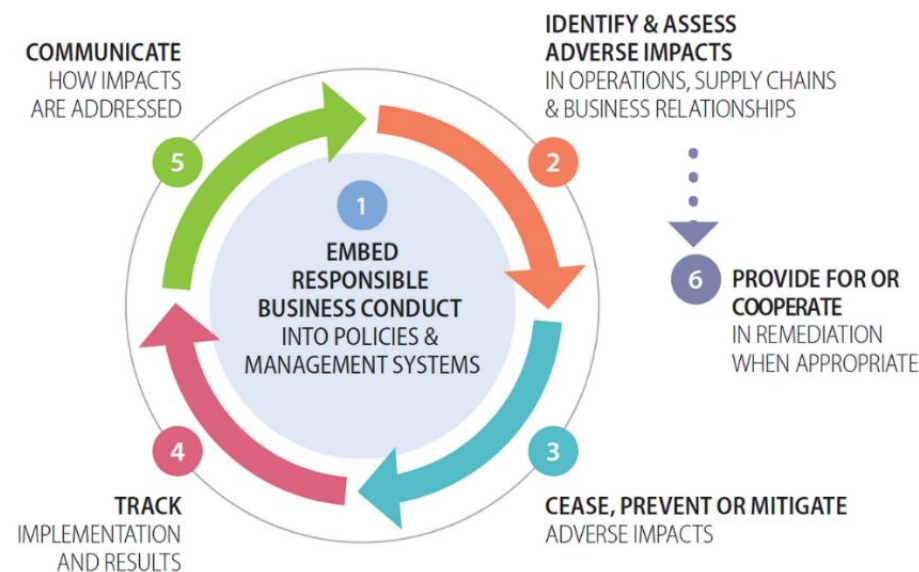 1
EMBED
RESPONSIBLE
BUSINESS CONDUCT
INTO POLICIES &
MANAGEMENT SYSTEMS
2
IDENTIFY & ASSESS
ADVERSE IMPACTS
IN OPERATIONS, SUPPLY CHAINS
& BUSINESS RELATIONSHIPS
3
CEASE, PREVENT OR MITIGATE
ADVERSE IMPACTS
4
TRACK
IMPLEMENTATION
AND RESULTS
5
COMMUNICATE
HOW IMPACTS
ARE ADDRESSED
6
PROVIDE FOR OR
COOPERATE
IN REMEDIATION
WHEN APPROPRIATE